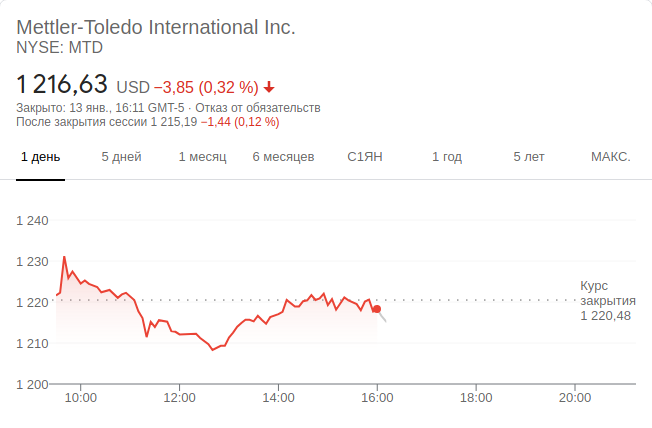 Mettler-Toledo International Inc.
NYSE: MTD
1 216,63 USD −3,85 (0,32 %)
Закрыто: 13 янв., 16:11 GMT-5 · Отказ от обязательств
После закрытия сессии 1 215,19 −1,44 (0,12 %)
1 день 5 дней 1 месяц 6 месяцев С1ЯН 1 год 5 лет МАКС.
1 240
1 230
Курс
закрытия
1 220,48
1 220
1 210
1 200
10:00 12:00 14:00 16:00 18:00 20:00